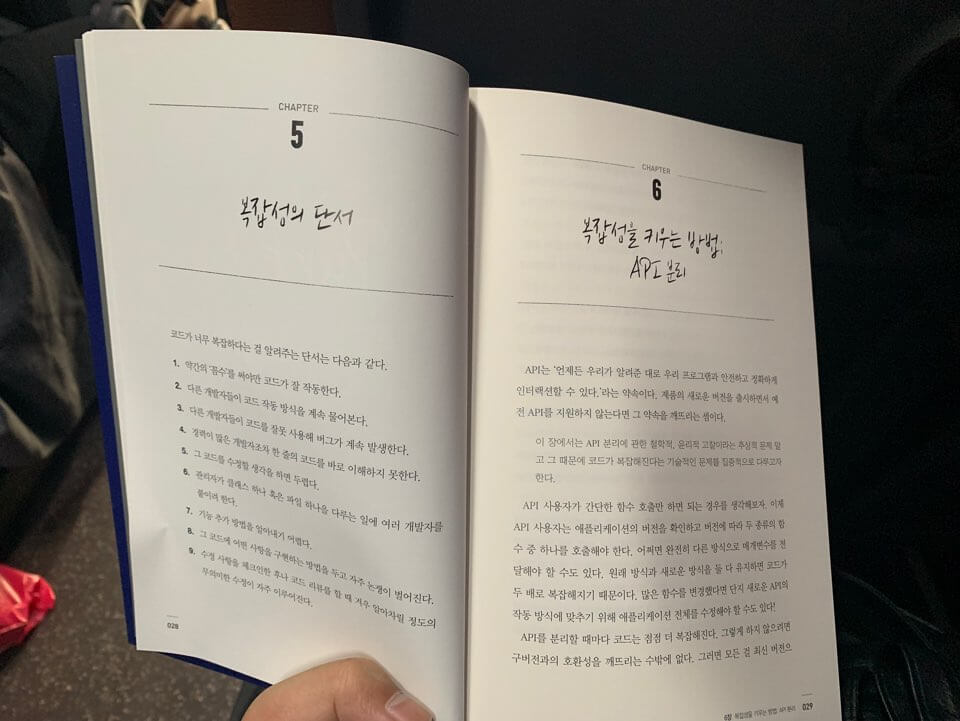 CHAPTER
5
복잡성의 단서
코드가 너무 복잡하다는 걸 알려주는 단서는 다음과 같다.
1. 약간의 '꼼수'를 써야만 코드가 잘 작동한다.
2. 다른 개발자들이 코드 작동 방식을 계속 물어본다.
3. 다른 개발자들이 코드를 잘못 사용해 버그가 계속 발생한다.
4. 경력이 많은 개발자조차 한 줄의 코드를 바로 이해하지 못한다.
5. 그 코드를 수정할 생각을 하면 두렵다.
6. 관리자가 클래스 하나 혹은 파일 하나를 다루는 일에 여러 개발자를
붙이려 한다.
7. 기능 추가 방법을 알아내기 어렵다.
8. 그 코드에 어떤 사항을 구현하는 방법을 두고 자주 논쟁이 벌어진다.
9. 수정 사항을 체크인한 후나 코드 리뷰를 할 때 겨우 알아차릴 정도의
무의미한 수정이 자주 이루어진다.
028
CHAPTER
6
복잡성을 키우는 방법:
API 분리
API는 '언제든 우리가 알려준 대로 우리 프로그램과 안전하고 정확하게
인터랙션할 수 있다.'라는 약속이다. 제품의 새로운 버전을 출시하면서 예
전 API를 지원하지 않는다면 그 약속을 깨뜨리는 셈이다.
이 장에서는 API 분리에 관한 철학적, 윤리적 고찰이라는 추상적 문제 말
고 그 때문에 코드가 복잡해진다는 기술적인 문제를 집중적으로 다루고자
한다.
API 사용자가 간단한 함수 호출만 하면 되는 경우를 생각해보자. 이제
API 사용자는 애플리케이션의 버전을 확인하고 버전에 따라 두 종류의 함
수 중 하나를 호출해야 한다. 어쩌면 완전히 다른 방식으로 매개변수를 전
달해야 할 수도 있다. 원래 방식과 새로운 방식을 둘 다 유지하면 코드가
두 배로 복잡해지기 때문이다. 많은 함수를 변경했다면 단지 새로운 API의
작동 방식에 맞추기 위해 애플리케이션 전체를 수정해야 할 수도 있다!
API를 분리할 때마다 코드는 점점 더 복잡해진다. 그렇게 하지 않으려면
구버전과의 호환성을 깨뜨리는 수밖에 없다. 그러면 모든 걸 최신 버전으
6장 복잡성을 키우는 방법: API 분리 029